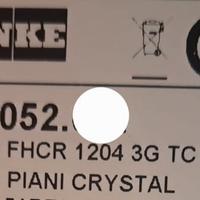 NKE
052.
FHCR 1204 3G TC
PIANI CRYSTAL